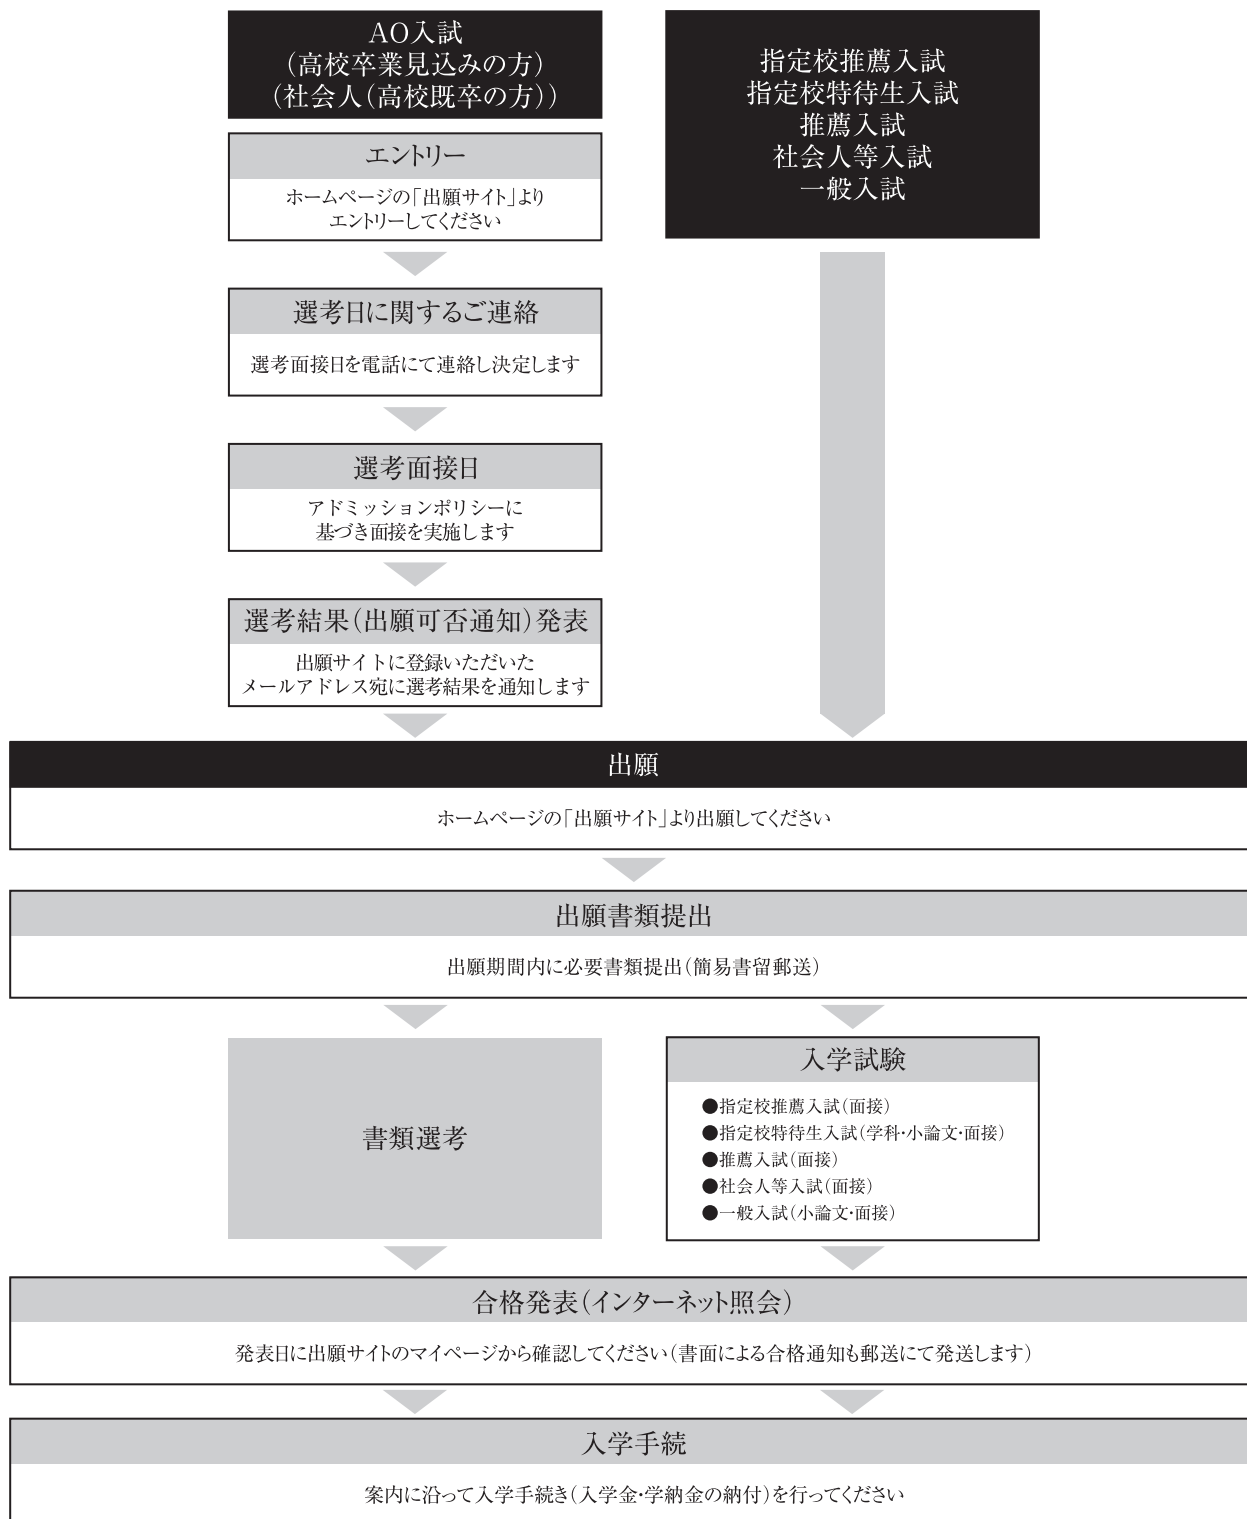 AO入試
（高校卒業見込みの方）
（社会人（高校既卒の方））
エントリー
ホームページの「出願サイト」より
エントリーしてください
選考日に関するご連絡
選考面接日を電話にて連絡し決定します
選考面接日
アドミッションポリシーに
基づき面接を実施します
選考結果（出願可否通知）発表
出願サイトに登録いただいた
メールアドレス宛に選考結果を通知します
指定校推薦入試
指定校特待生入試
推薦入試
社会人等入試
一般入試
出願
ホームページの「出願サイト」より出願してください
出願書類提出
出願期間内に必要書類提出（簡易書留郵送）
書類選考
入学試験
●指定校推薦入試（面接）
●指定校特待生入試（学科・小論文・面接）
●推薦入試（面接）
●社会人等入試（面接）
●一般入試（小論文・面接）
合格発表（インターネット照会）
発表日に出願サイトのマイページから確認してください（書面による合格通知も郵送にて発送します）
入学手続
案内に沿って入学手続き（入学金・学納金の納付）を行ってください